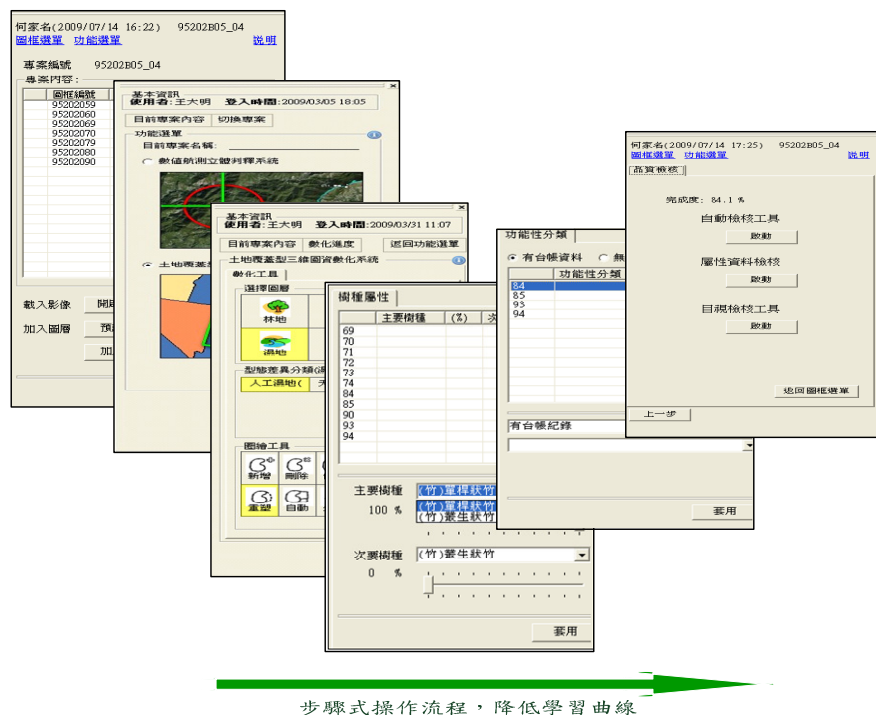 何家名(2009/07/14 16:22) 95202B05_04
圖框選單 功能選單 説明
專案編號 95202B05_04
專案內容:
圖框編號
95202059
95202060
95202069
95202070
95202079
95202080
95202090
載入影像
加入圖層
基本資訊
使用者:王大明 登入時間:2009/03/05 18:05
目前專案內容 切換專案
功能選單
目前專案名稱:
數值航測立體判釋系統
土地覆蓋
基本資訊
使用者:王大明 登入時間:2009/03/31 11:07
目前專案內容 數化進度 返回功能選單
土地覆蓋型三維圖資數化系統
數化工具
選擇圖層
林地
濕地
型態差異分類
人工濕地(
圈繪工具
新增 刪除
重塑 自動
樹種屬性
主要樹種 (%)
69
70
71
72
73
74
84
85
90
93
94
主要樹種 (竹)單桿狀竹
100 % (竹)單桿狀竹
(竹)叢生狀竹
次要樹種 (竹)叢生狀竹
0 %
套用
功能性分類
有台帳資料 無
功能性分類
84
85
93
94
有台帳紀錄
套用
何家名(2009/07/14 17:25) 95202B05_04
圖框選單 功能選單 説明
品質檢核
完成度: 84.1 %
自動檢核工具
啟動
屬性資料檢核
啟動
目視檢核工具
啟動
返回圖框選單
上一步
步驟式操作流程，降低學習曲線